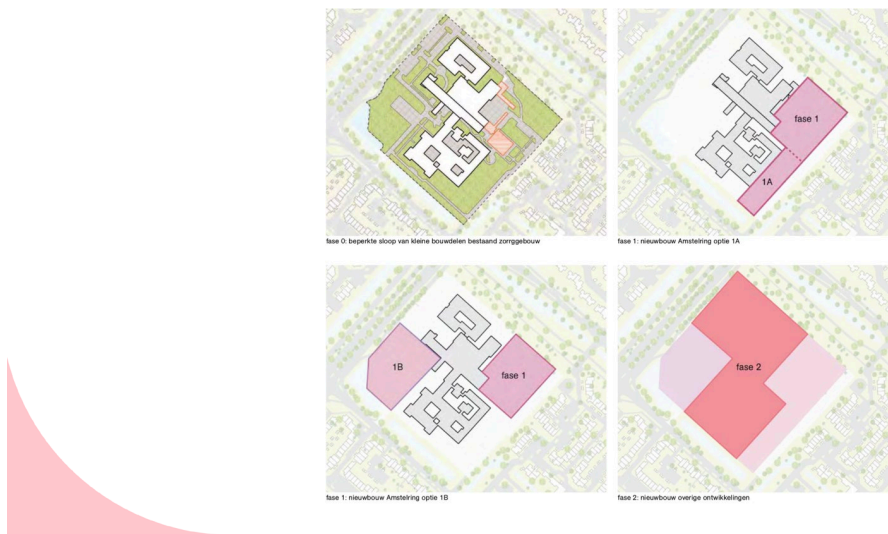 fase 0: beperkte sloop van kleine bouwdelen bestaand zorggebouw
fase 1
1A
fase 1: nieuwbouw Amstelring optie 1A
1B
fase 1
fase 1: nieuwbouw Amstelring optie 1B
fase 2
fase 2: nieuwbouw overige ontwikkelingen